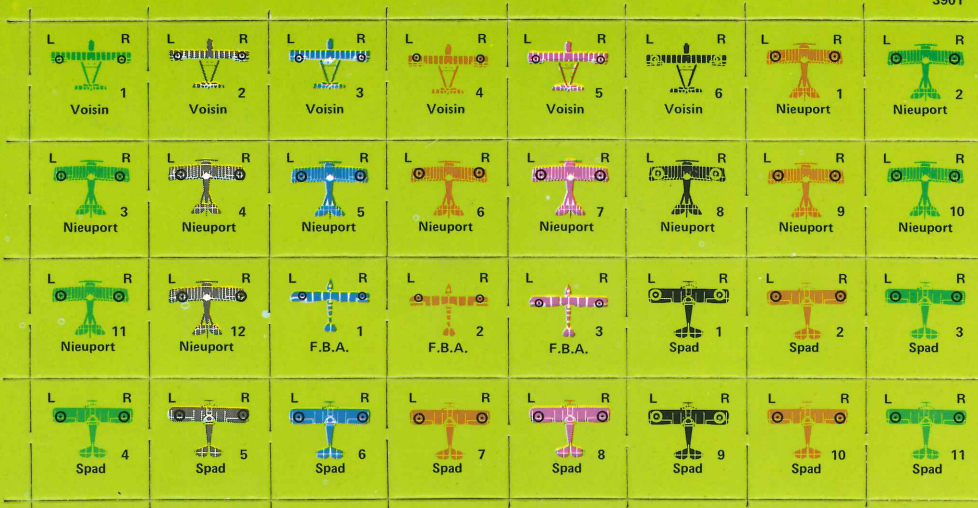 3901
L R L R L R L R L R L R L R L R
1 2 3 4 5 6 1 2
Voisin Voisin Voisin Voisin Voisin Voisin Nieuport Nieuport
L R L R L R L R L R L R L R L R
3 4 5 6 7 8 9 10
Nieuport Nieuport Nieuport Nieuport Nieuport Nieuport Nieuport Nieuport
L R L R L R L R L R L R L R L R
11 12 1 2 3 1 2 3
Nieuport Nieuport F.B.A. F.B.A. F.B.A. Spad Spad Spad
L R L R L R L R L R L R L R L R
4 5 6 7 8 9 10 11
Spad Spad Spad Spad Spad Spad Spad Spad